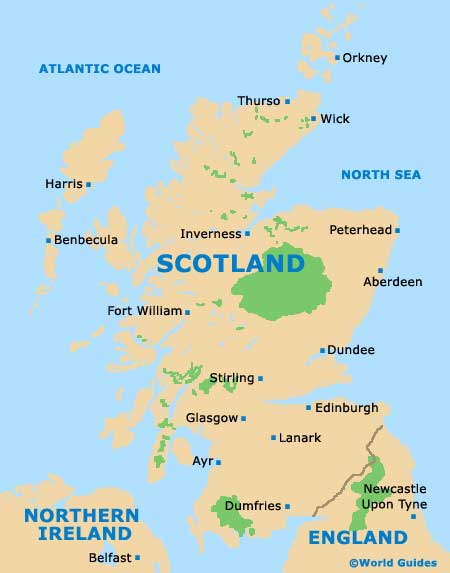 Orkney
ATLANTIC OCEAN
Thurso
Wick
NORTH SEA
Harris
Inverness
Peterhead
Benbecula
SCOTLAND
Aberdeen
Fort William
Dundee
Stirling
Edinburgh
Glasgow
Lanark
Ayr
Newcastle
Upon Tyne
Dumfries
NORTHERN
IRELAND
ENGLAND
Belfast
©World Guides